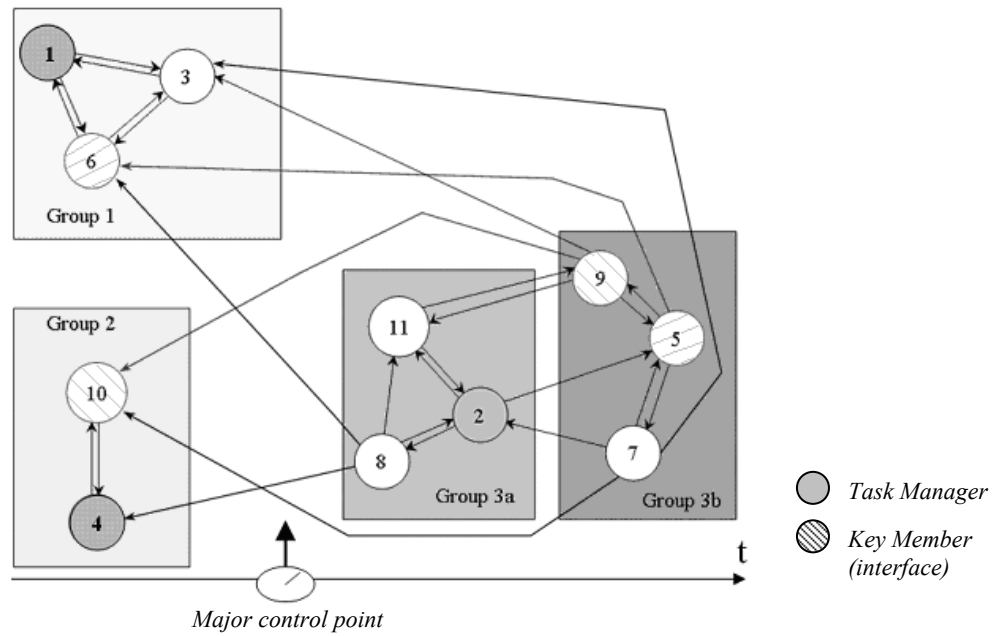 1
3
6
Group 1
9
Group 2
11
5
10
2
7
8
Group 3a
Group 3b
4
t
Major control point
Task Manager
Key Member
(interface)